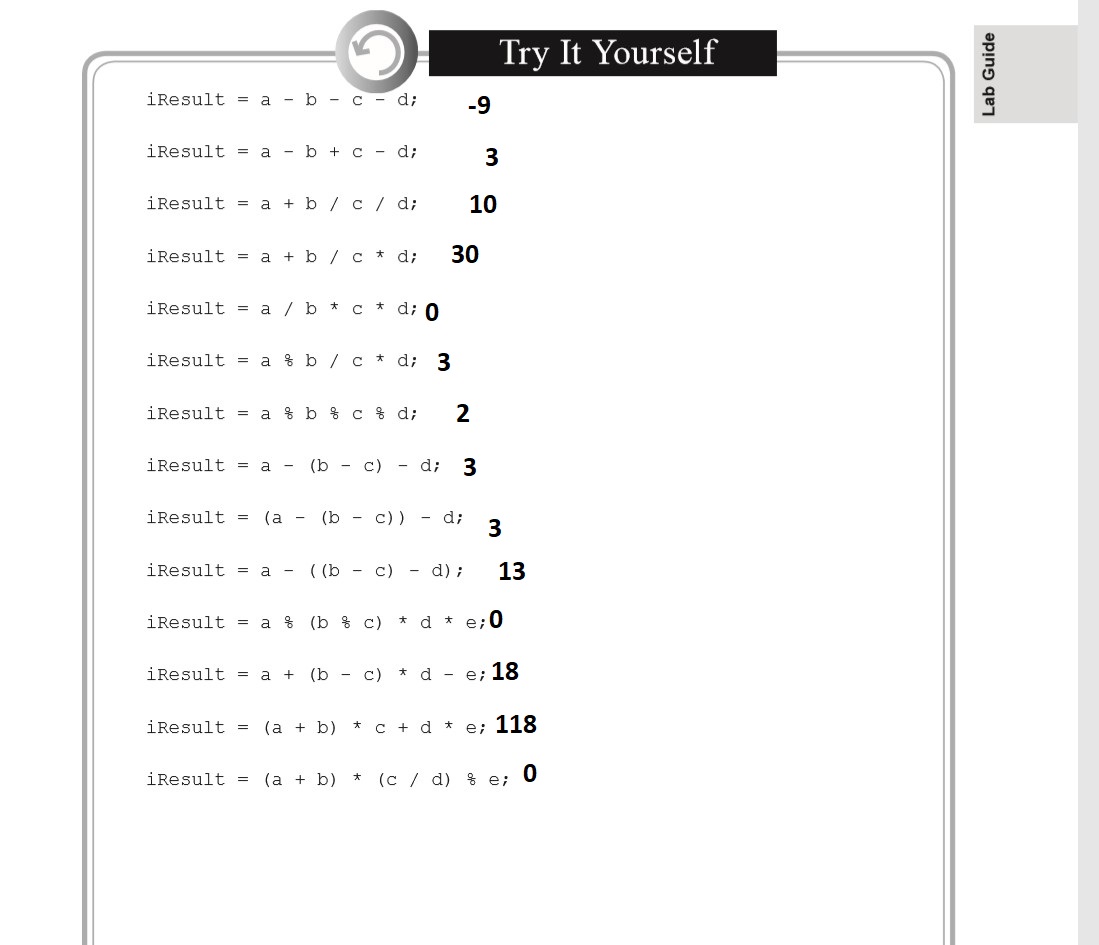 Try It Yourself
Lab Guide
iResult = a - b - c - d; -9
iResult = a - b + c - d; 3
iResult = a + b / c / d; 10
iResult = a + b / c * d; 30
iResult = a / b * c * d; 0
iResult = a % b / c * d; 3
iResult = a % b % c % d; 2
iResult = a - (b - c) - d; 3
iResult = (a - (b - c)) - d; 3
iResult = a - ((b - c) - d); 13
iResult = a % (b % c) * d * e; 0
iResult = a + (b - c) * d - e; 18
iResult = (a + b) * c + d * e; 118
iResult = (a + b) * (c / d) % e; 0